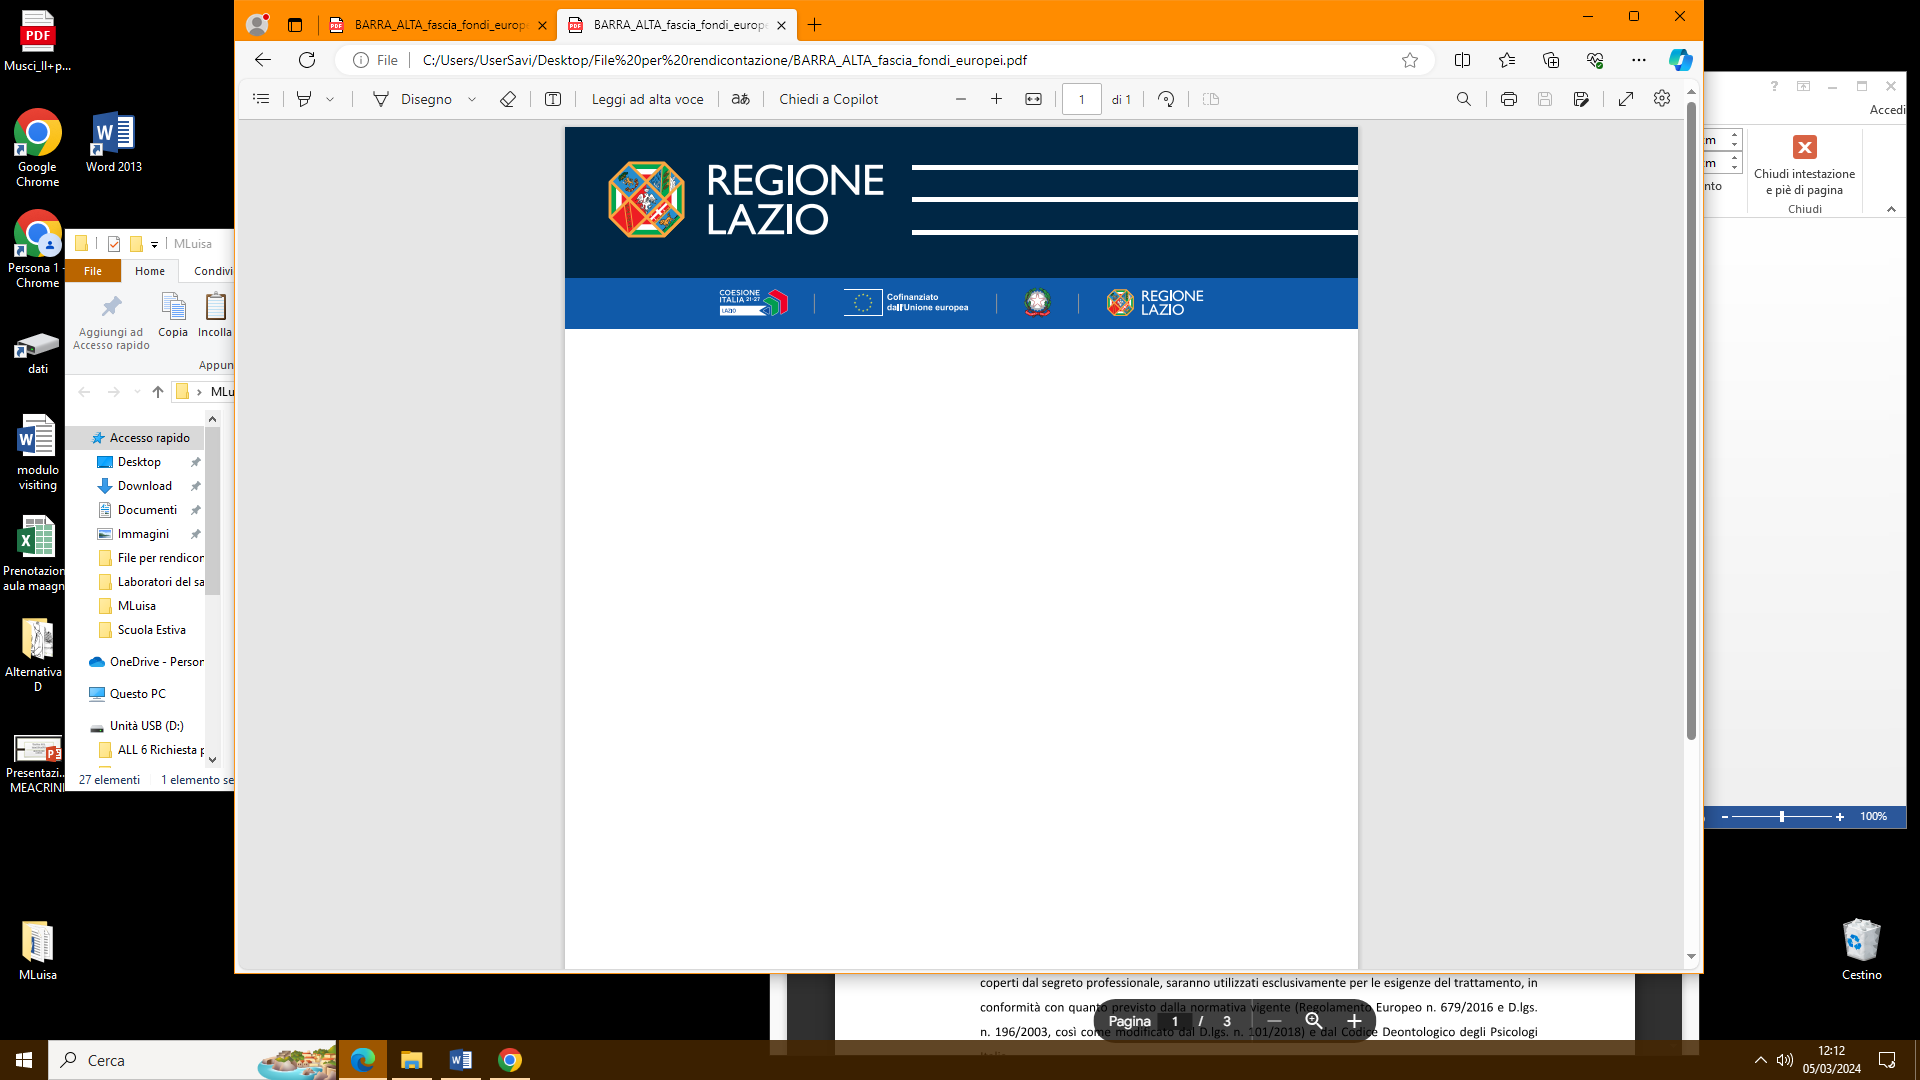 Musci_II+p...
Google
Chrome
Word 2013
Persona 1 -
Chrome
dati
modulo
visiting
Prenotazion
aula maagn
Alternativa
D
Presentazi...
MEACRINI
MLuisa
MLuisa
File
Home
Condivi
Aggiungi ad
Accesso rapido
Copia
Incolla
Appun
MLu
Accesso rapido
Desktop
Download
Documenti
Immagini
File per rendicon
Laboratori del sa
MLuisa
Scuola Estiva
OneDrive - Person
Questo PC
Unità USB (D:)
ALL 6 Richiesta p
27 elementi
1 elemento se
BARRA_ALTA_fascia_fondi_europe
BARRA_ALTA_fascia_fondi_europe
File
C:/Users/UserSavi/Desktop/File%20per%20rendicontazione/BARRA_ALTA_fascia_fondi_europei.pdf
Disegno
Leggi ad alta voce
aあ
Chiedi a Copilot
1
di 1
REGIONE
LAZIO
COESIONE
ITALIA 21-27
LAZIO
Cofinanziato
dall'Unione europea
REGIONE
LAZIO
Accedi
m
m
nto
Chiudi intestazione
e piè di pagina
Chiudi
100%
coperti dal segreto professionale, saranno utilizzati esclusivamente per le esigenze del trattamento, in
conformità con quanto previsto dalla normativa vigente (Regolamento Europeo n. 679/2016 e D.lgs.
n. 196/2003, così come modificato dal D.lgs. n. 101/2018) e dal Codice Deontologico degli Psicologi
Pagina 1 / 3
Cestino
Cerca
12:12
05/03/2024